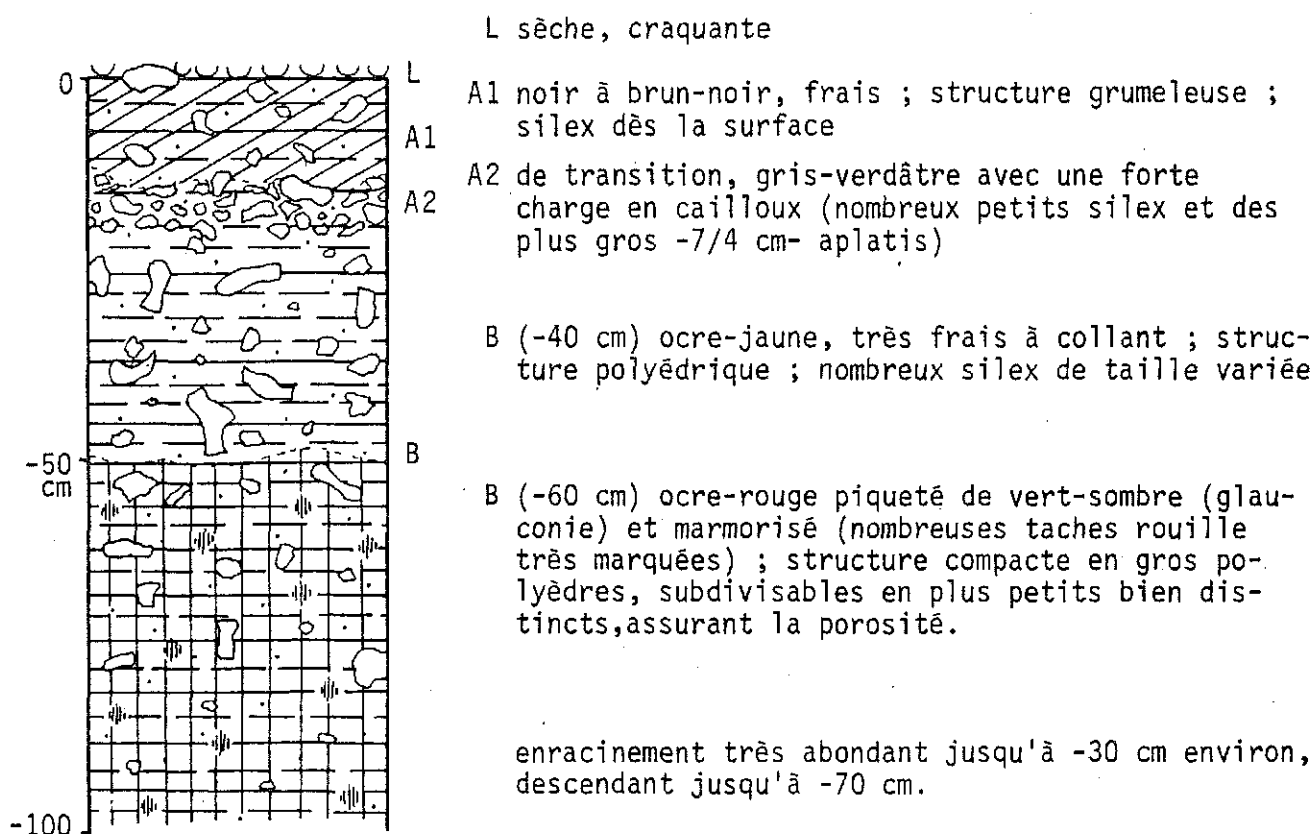 L sèche, craquante
0
L
A1 noir à brun-noir, frais ; structure grumeleuse ;
silex dès la surface
A1
A2 de transition, gris-verdâtre avec une forte
charge en cailloux (nombreux petits silex et des
plus gros -7/4 cm- aplatis)
A2
B (-40 cm) ocre-jaune, très frais à collant ; struc-
ture polyédrique ; nombreux silex de taille variée
B
-50
cm
B (-60 cm) ocre-rouge piqueté de vert-sombre (glau-
conie) et marmorisé (nombreuses taches rouille
très marquées) ; structure compacte en gros po-
lyèdres, subdivisables en plus petits bien dis-
tincts,assurant la porosité.
enracinement très abondant jusqu'à -30 cm environ,
descendant jusqu'à -70 cm.
-100